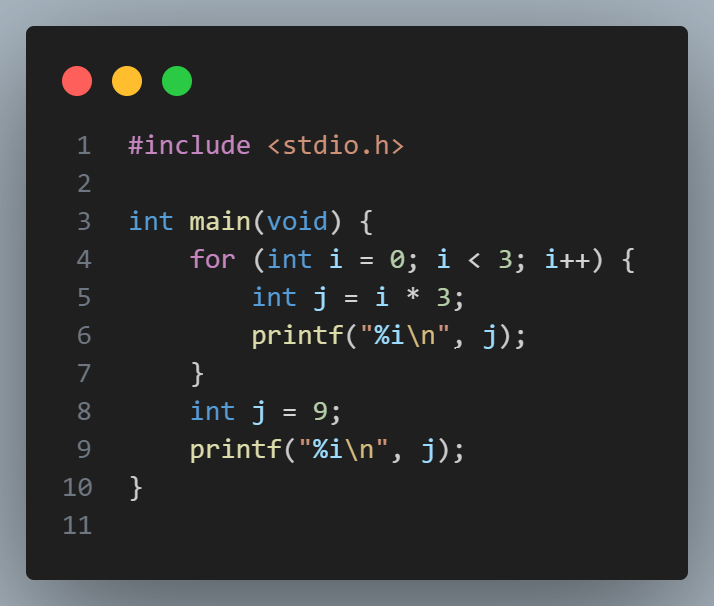 1 #include <stdio.h>
2
3 int main(void) {
4     for (int i = 0; i < 3; i++) {
5         int j = i * 3;
6         printf("%i\n", j);
7     }
8     int j = 9;
9     printf("%i\n", j);
10 }
11